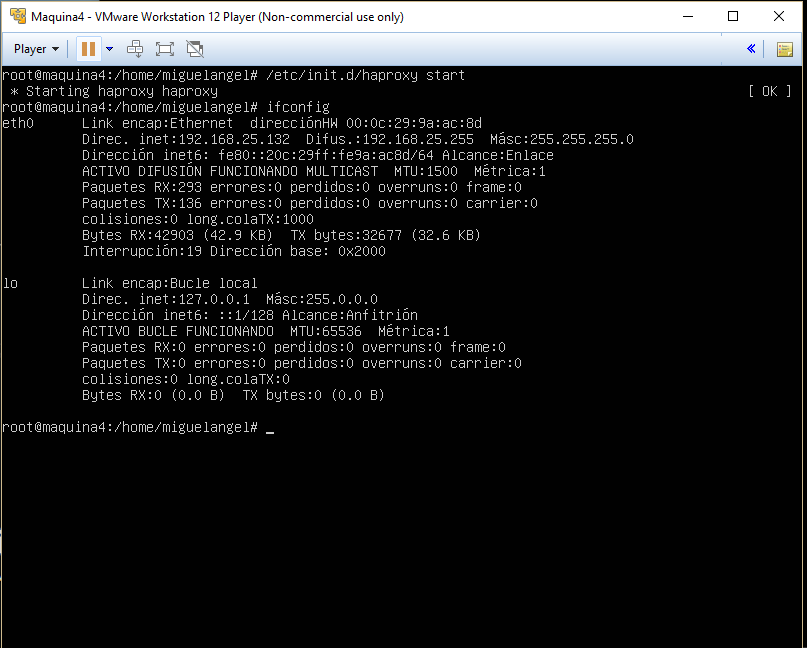 Maquina4 - VMware Workstation 12 Player (Non-commercial use only)
Player
root@maquina4:/home/miguelangel# /etc/init.d/haproxy start
 * Starting haproxy haproxy [ OK ]
root@maquina4:/home/miguelangel# ifconfig
eth0      Link encap:Ethernet  direcciónHW 00:0c:29:9a:ac:8d
          Direc. inet:192.168.25.132  Difus.:192.168.25.255  Másc:255.255.255.0
          Dirección inet6: fe80::20c:29ff:fe9a:ac8d/64 Alcance:Enlace
          ACTIVO DIFUSIÓN FUNCIONANDO MULTICAST  MTU:1500  Métrica:1
          Paquetes RX:293 errores:0 perdidos:0 overruns:0 frame:0
          Paquetes TX:136 errores:0 perdidos:0 overruns:0 carrier:0
          colisiones:0 long.colaTX:1000
          Bytes RX:42903 (42.9 KB)  TX bytes:32677 (32.6 KB)
          Interrupción:19 Dirección base: 0x2000
lo        Link encap:Bucle local
          Direc. inet:127.0.0.1  Másc:255.0.0.0
          Dirección inet6: ::1/128 Alcance:Anfitrión
          ACTIVO BUCLE FUNCIONANDO  MTU:65536  Métrica:1
          Paquetes RX:0 errores:0 perdidos:0 overruns:0 frame:0
          Paquetes TX:0 errores:0 perdidos:0 overruns:0 carrier:0
          colisiones:0 long.colaTX:0
          Bytes RX:0 (0.0 B)  TX bytes:0 (0.0 B)
root@maquina4:/home/miguelangel# _